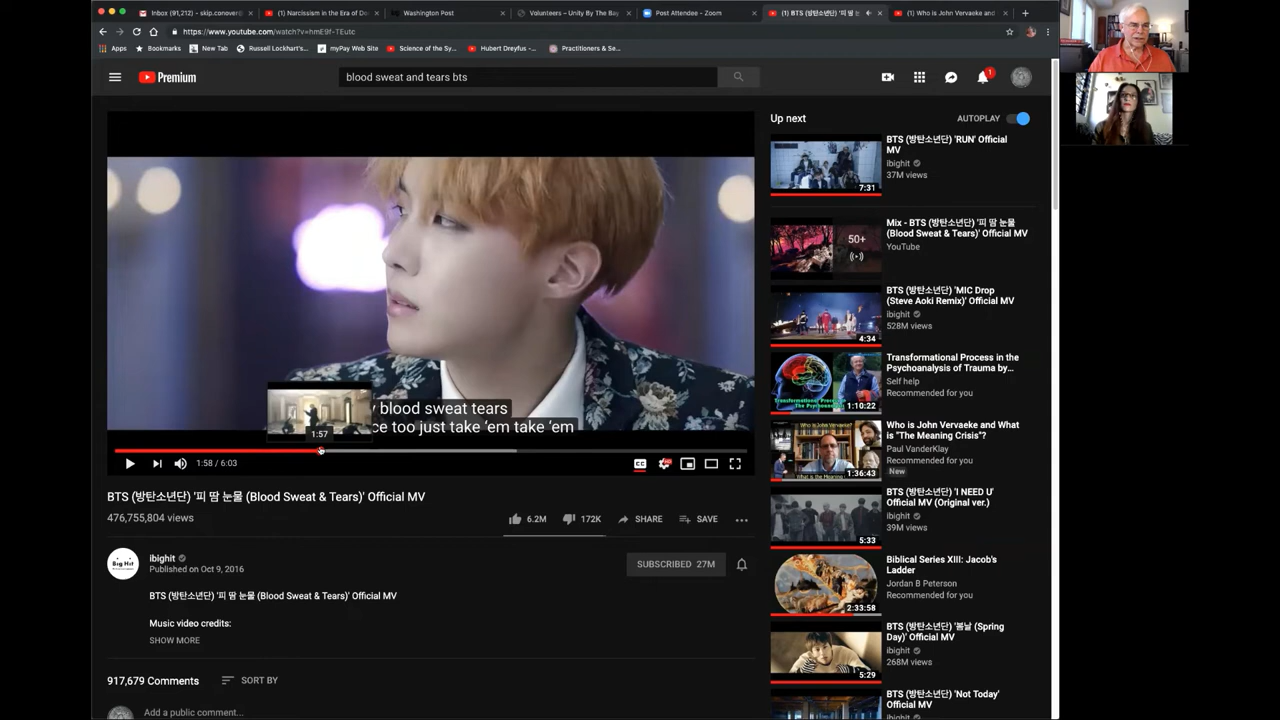 Inbox (91,212) - skip.conover
(1) Narcissism in the Era of Do
Washington Post
Volunteers – Unity By The Bay
Post Attendee - Zoom
(1) BTS (방탄소년단) '피 땀 눈
(1) Who is John Vervaeke and
https://www.youtube.com/watch?v=hmE9f-TEutc
Apps
Bookmarks
New Tab
Russell Lockhart's...
myPay Web Site
Science of the Sy...
Hubert Dreyfus -...
Practitioners & Se...
Premium
blood sweat and tears bts
1
blood sweat tears
ce too just take 'em take 'em
1:57
1:58 / 6:03
CC
BTS (방탄소년단) '피 땀 눈물 (Blood Sweat & Tears)' Official MV
476,755,804 views
6.2M
172K
SHARE
SAVE
Big Hit
ibighit
Published on Oct 9, 2016
SUBSCRIBED 27M
BTS (방탄소년단) '피 땀 눈물 (Blood Sweat & Tears)' Official MV
Music video credits:
SHOW MORE
917,679 Comments
SORT BY
Add a public comment...
Up next
AUTOPLAY
BTS (방탄소년단) 'RUN' Official
MV
ibighit
37M views
7:31
Mix - BTS (방탄소년단) '피 땀 눈물
(Blood Sweat & Tears)' Official MV
YouTube
50+
BTS (방탄소년단) 'MIC Drop
(Steve Aoki Remix)' Official MV
ibighit
528M views
4:34
Transformational Process in the
Psychoanalysis of Trauma by...
Self help
Recommended for you
1:10:22
Who is John Vervaeke and What
is "The Meaning Crisis"?
Paul VanderKlay
Recommended for you
New
1:36:43
BTS (방탄소년단) 'I NEED U'
Official MV (Original ver.)
ibighit
39M views
5:33
Biblical Series XIII: Jacob's
Ladder
Jordan B Peterson
Recommended for you
2:33:58
BTS (방탄소년단) '봄날 (Spring
Day)' Official MV
ibighit
268M views
5:29
BTS (방탄소년단) 'Not Today'
Official MV
ibighit